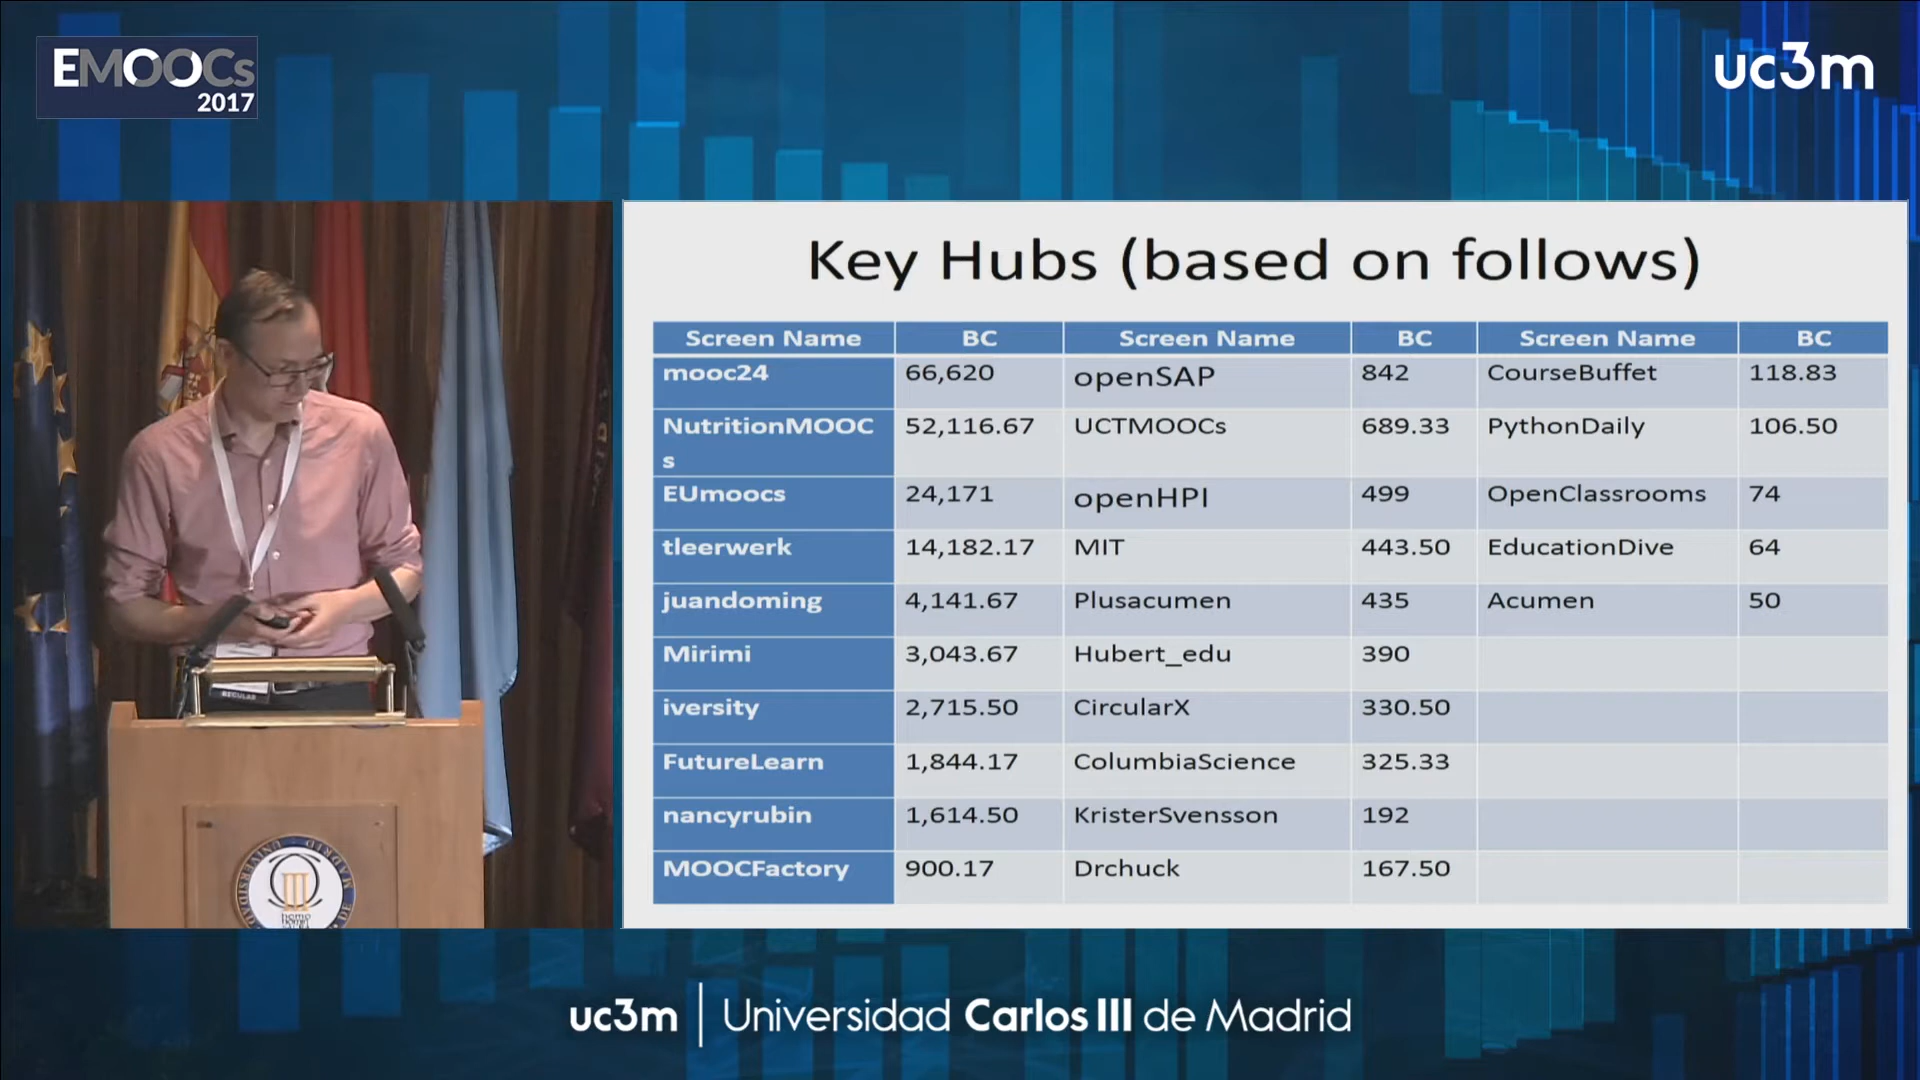 EMOOCs
2017
uc3m
Key Hubs (based on follows)
Screen Name BC Screen Name BC Screen Name BC
mooc24 66,620 openSAP 842 CourseBuffet 118.83
NutritionMOOC 52,116.67 UCTMOOCs 689.33 PythonDaily 106.50
s
EUmoocs 24,171 openHPI 499 OpenClassrooms 74
tleerwerk 14,182.17 MIT 443.50 EducationDive 64
juandoming 4,141.67 Plusacumen 435 Acumen 50
Mirimi 3,043.67 Hubert_edu 390
iversity 2,715.50 CircularX 330.50
FutureLearn 1,844.17 ColumbiaScience 325.33
nancyrubin 1,614.50 KristerSvensson 192
MOOCFactory 900.17 Drchuck 167.50
REGULAR
uc3m | Universidad Carlos III de Madrid